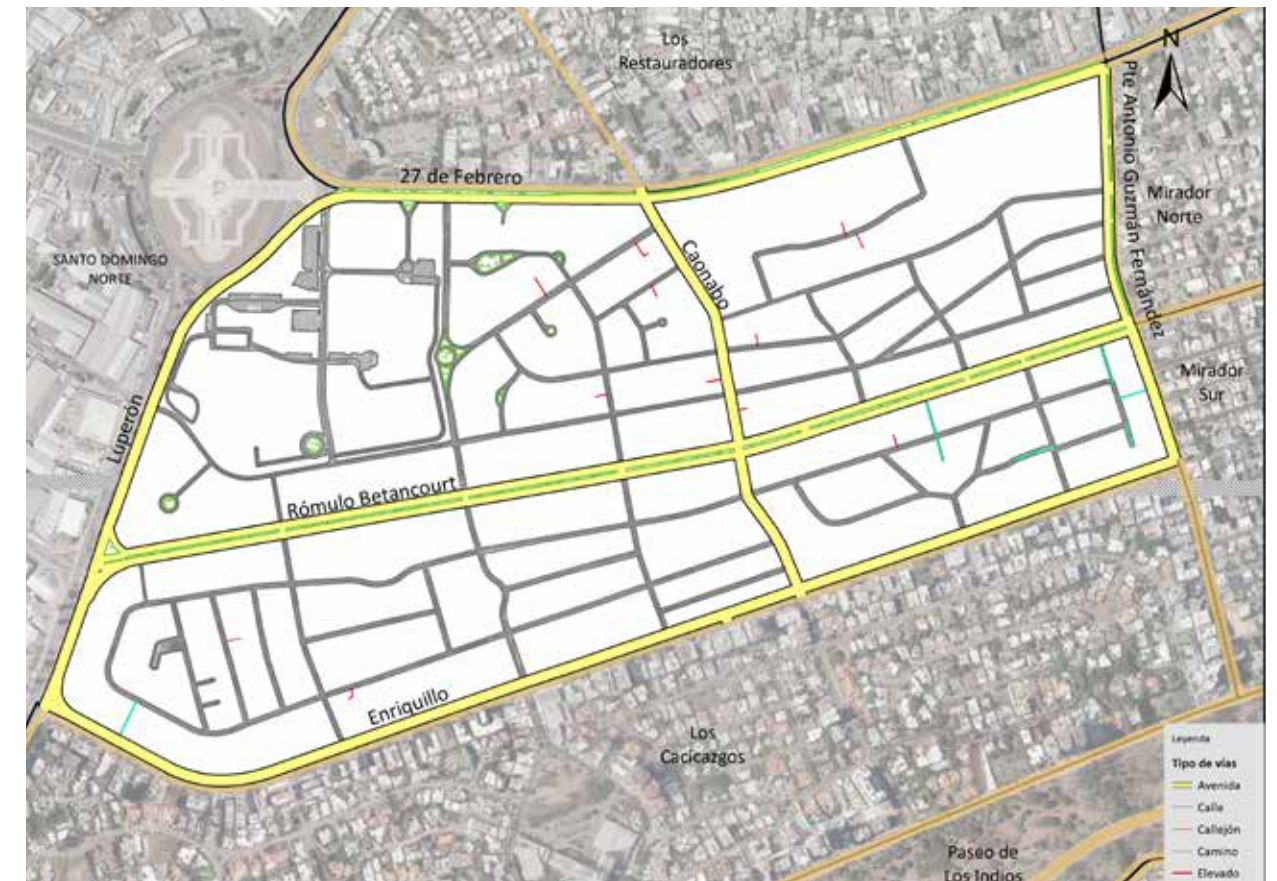 Los
Restauradores
N
27 de Febrero
Pte Antonio Guzmán Fernández
Mirador
Norte
SANTO DOMINGO
NORTE
Caonabo
Mirador
Sur
Luperón
Rómulo Betancourt
Enriquillo
Los
Cacicazgos
Paseo de
Los Indios
Leyenda
Tipo de vías
Avenida
Calle
Callejón
Camino
Elevado